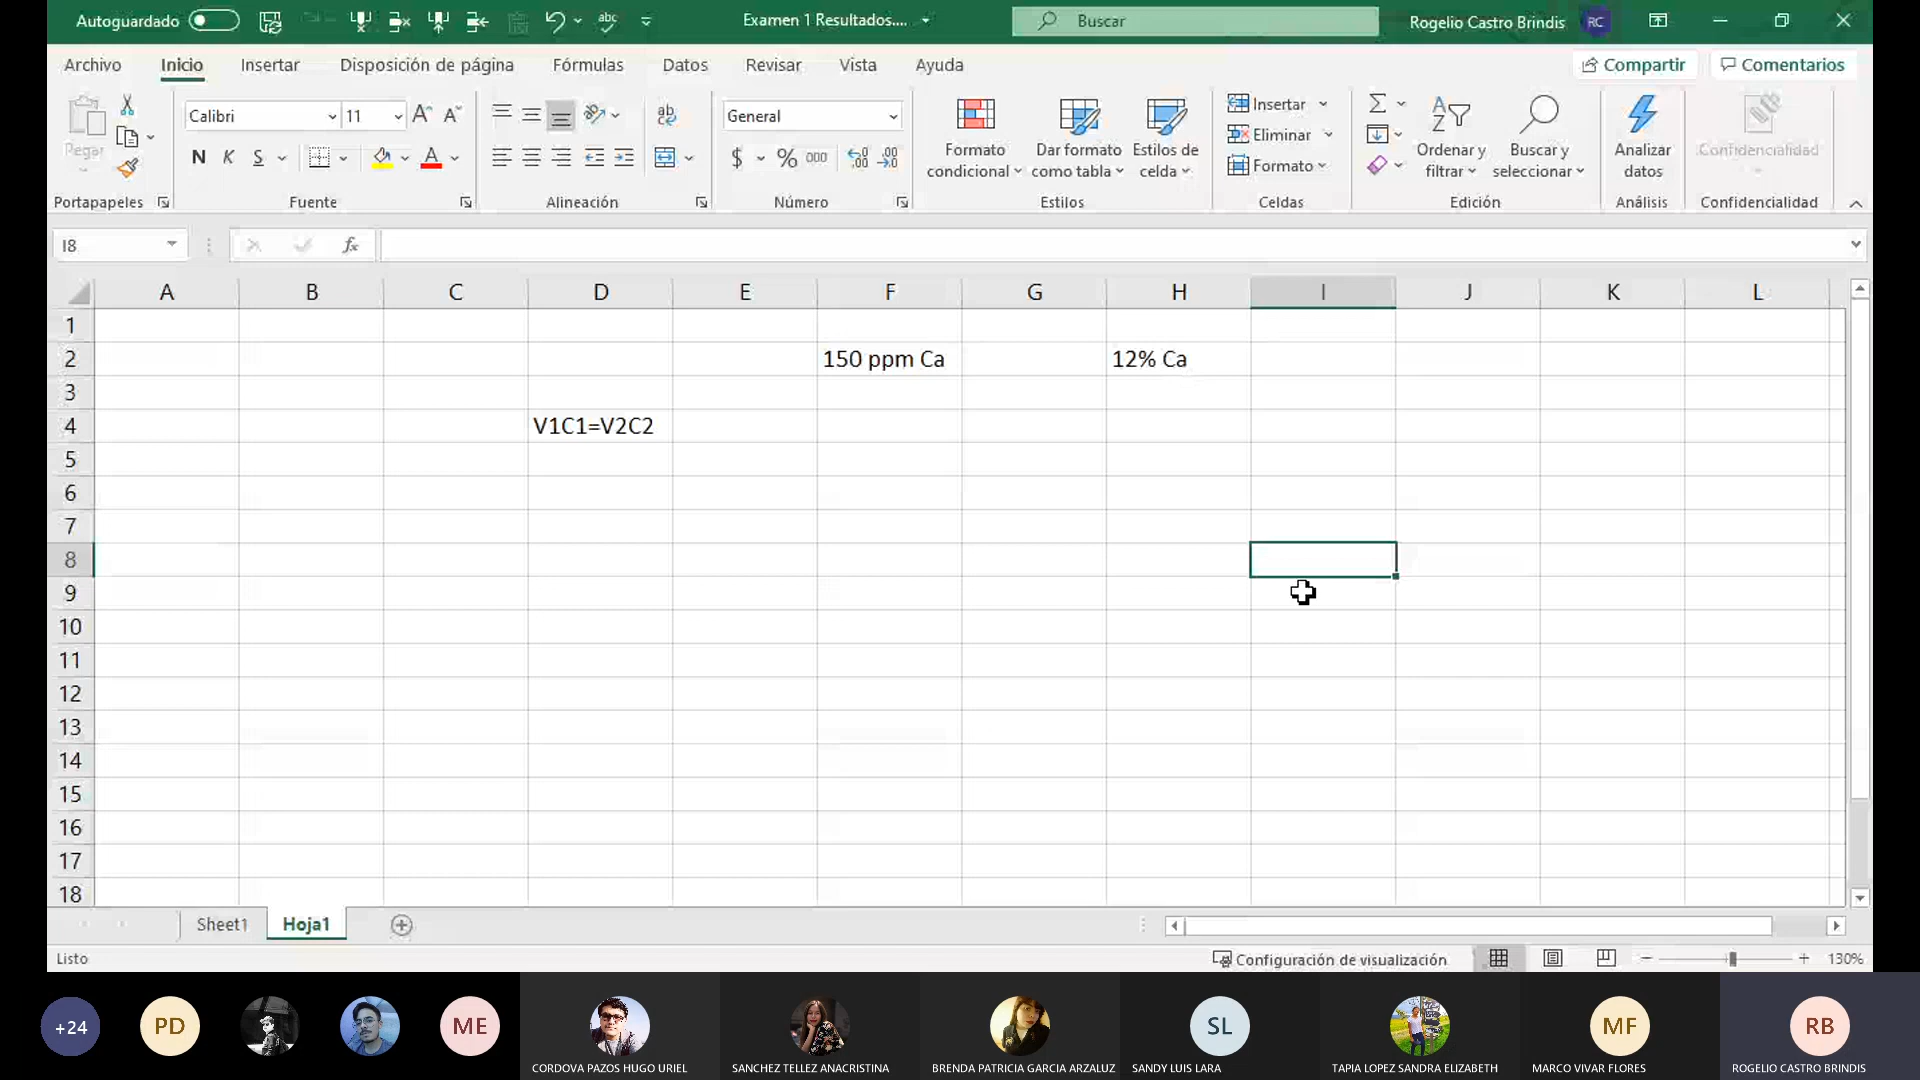 Autoguardado
abc
Examen 1 Resultados....
Buscar
Rogelio Castro Brindis
RC
Archivo
Inicio
Insertar
Disposición de página
Fórmulas
Datos
Revisar
Vista
Ayuda
Compartir
Comentarios
Pegar
Calibri
11
N K S
General
$ % 000
Formato condicional
Dar formato como tabla
Estilos de celda
Insertar
Eliminar
Formato
Ordenar y filtrar
Buscar y seleccionar
Analizar datos
Confidencialidad
Portapapeles
Fuente
Alineación
Número
Estilos
Celdas
Edición
Análisis
Confidencialidad
I8
fx
A B C D E F G H I J K L
1
2 150 ppm Ca 12% Ca
3
4 V1C1=V2C2
5
6
7
8
9
10
11
12
13
14
15
16
17
18
Sheet1
Hoja1
Listo
Configuración de visualización
130%
+24
PD
ME
SL
MF
RB
CORDOVA PAZOS HUGO URIEL
SANCHEZ TELLEZ ANACRISTINA
BRENDA PATRICIA GARCIA ARZALUZ
SANDY LUIS LARA
TAPIA LOPEZ SANDRA ELIZABETH
MARCO VIVAR FLORES
ROGELIO CASTRO BRINDIS